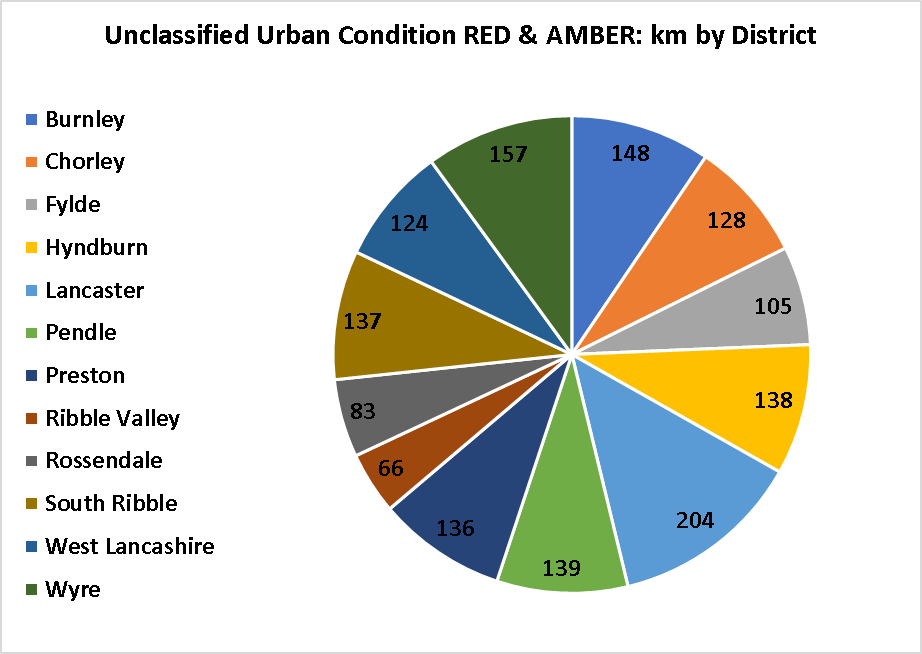 Unclassified Urban Condition RED & AMBER: km by District
Burnley
Chorley
Fylde
Hyndburn
Lancaster
Pendle
Preston
Ribble Valley
Rossendale
South Ribble
West Lancashire
Wyre
148
128
105
138
204
139
136
66
83
137
124
157